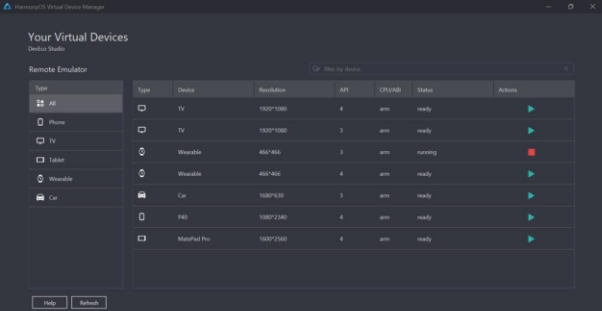 HarmonyOS Virtual Device Manager
Your Virtual Devices
DevEco Studio
Remote Emulator
filter by device
Type
All
Phone
TV
Tablet
Wearable
Car
Type Device Resolution API CPU/ABI Status Actions
TV 1920*1080 4 arm ready
TV 1920*1080 3 arm ready
Wearable 466*466 3 arm running
Wearable 466*466 4 arm ready
Car 1680*630 3 arm ready
P40 1080*2340 4 arm ready
MatePad Pro 1600*2560 4 arm ready
Help Refresh